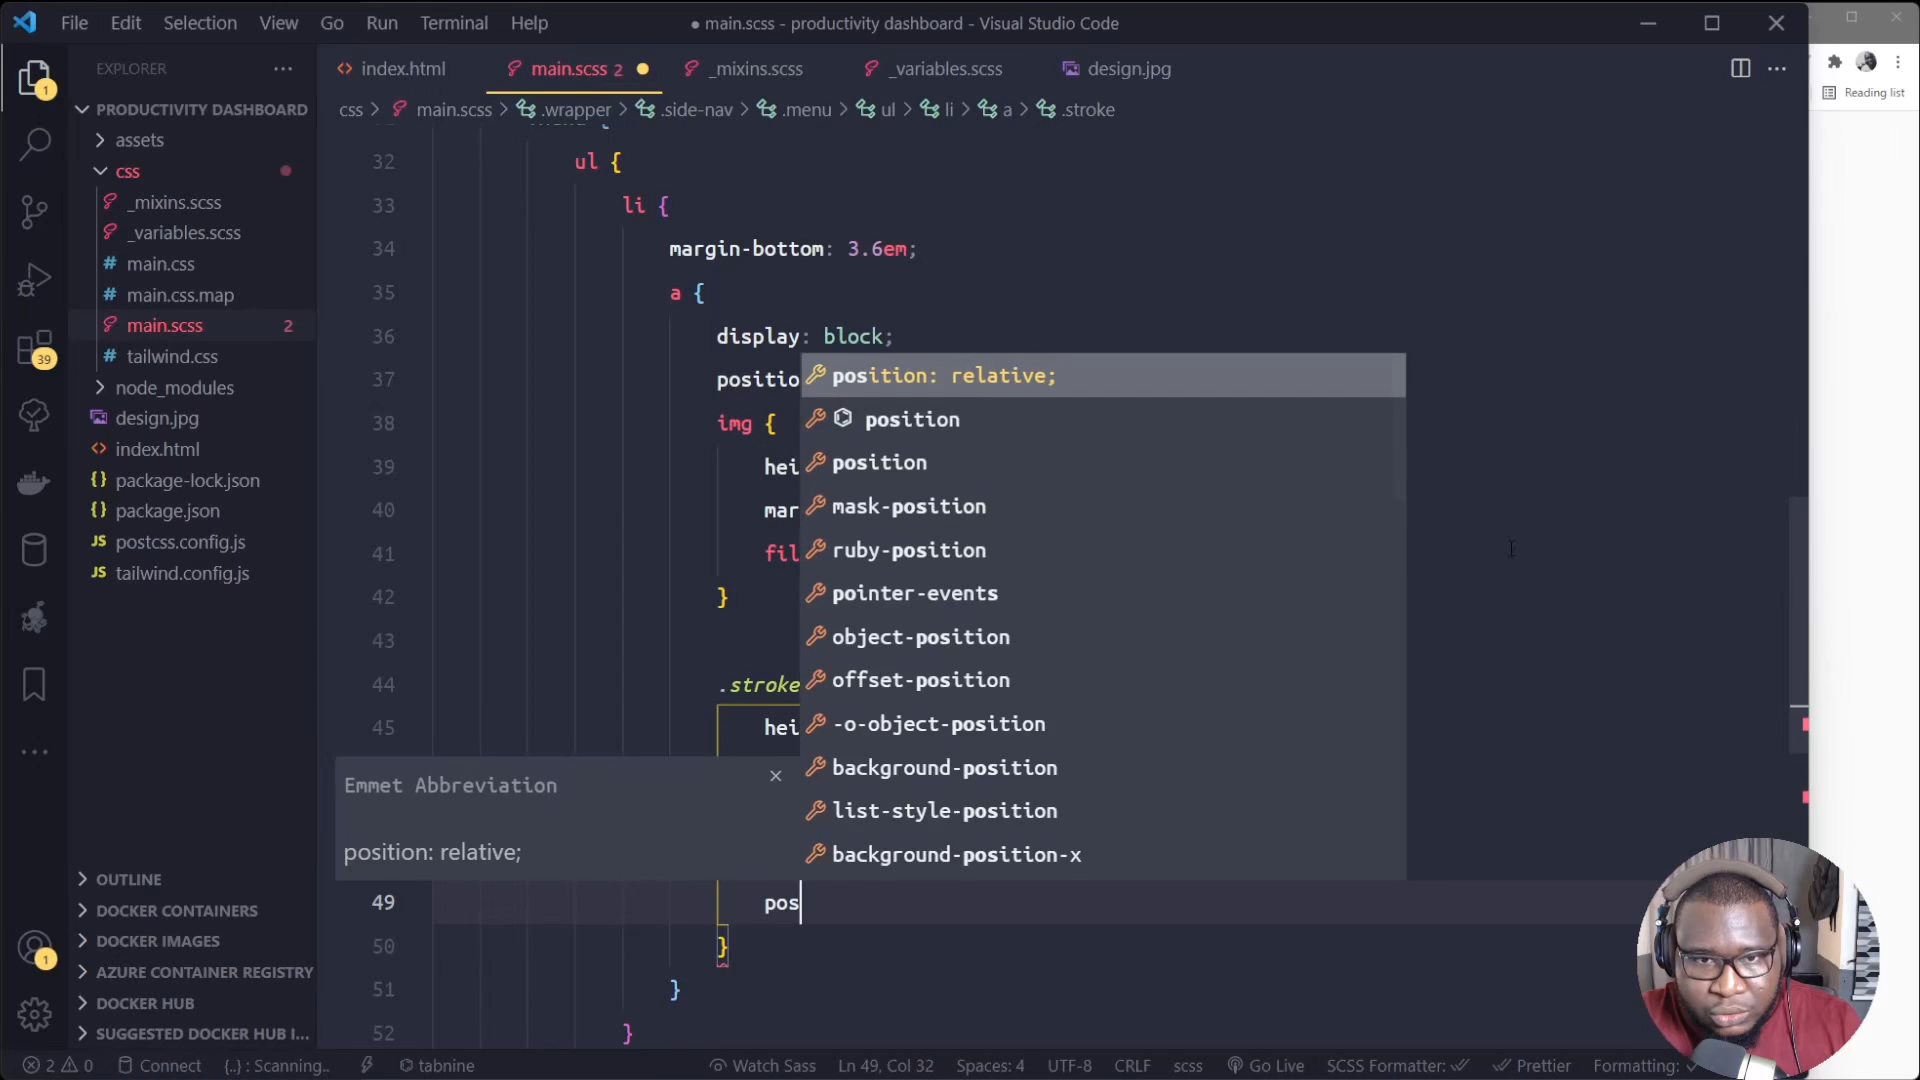 File Edit Selection View Go Run Terminal Help
● main.scss - productivity dashboard - Visual Studio Code
Reading list
EXPLORER
index.html
main.scss 2
_mixins.scss
_variables.scss
design.jpg
css > main.scss > .wrapper > .side-nav > .menu > ul > li > a > .stroke
PRODUCTIVITY DASHBOARD
assets
css
_mixins.scss
_variables.scss
main.css
main.css.map
main.scss 2
tailwind.css
node_modules
design.jpg
index.html
package-lock.json
package.json
postcss.config.js
tailwind.config.js
OUTLINE
DOCKER CONTAINERS
DOCKER IMAGES
AZURE CONTAINER REGISTRY
DOCKER HUB
SUGGESTED DOCKER HUB I...
1
39
1
32 ul {
33 li {
34 margin-bottom: 3.6em;
35 a {
36 display: block;
37 positio
38 img {
39 hei
40 mar
41 fil
42 }
43
44 .stroke
45 hei
49 pos
50 }
51 }
52 }
position: relative;
position
position
mask-position
ruby-position
pointer-events
object-position
offset-position
-o-object-position
background-position
list-style-position
background-position-x
Emmet Abbreviation
position: relative;
2 0 Connect {..} : Scanning.. tabnine Watch Sass Ln 49, Col 32 Spaces: 4 UTF-8 CRLF scss Go Live SCSS Formatter: Prettier Formatting: